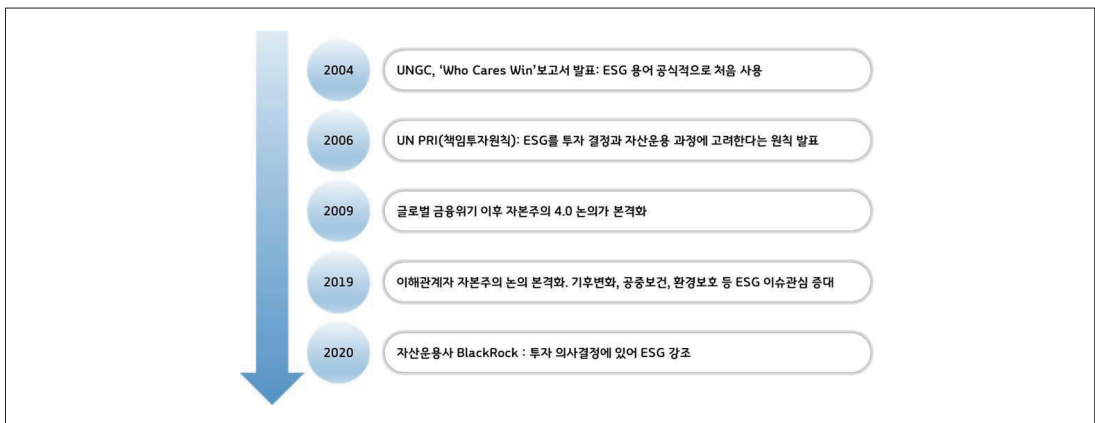 2004
UNGC, ‘Who Cares Win’보고서 발표: ESG 용어 공식적으로 처음 사용
2006
UN PRI(책임투자원칙): ESG를 투자 결정과 자산운용 과정에 고려한다는 원칙 발표
2009
글로벌 금융위기 이후 자본주의 4.0 논의가 본격화
2019
이해관계자 자본주의 논의 본격화. 기후변화, 공중보건, 환경보호 등 ESG 이슈관심 증대
2020
자산운용사 BlackRock : 투자 의사결정에 있어 ESG 강조